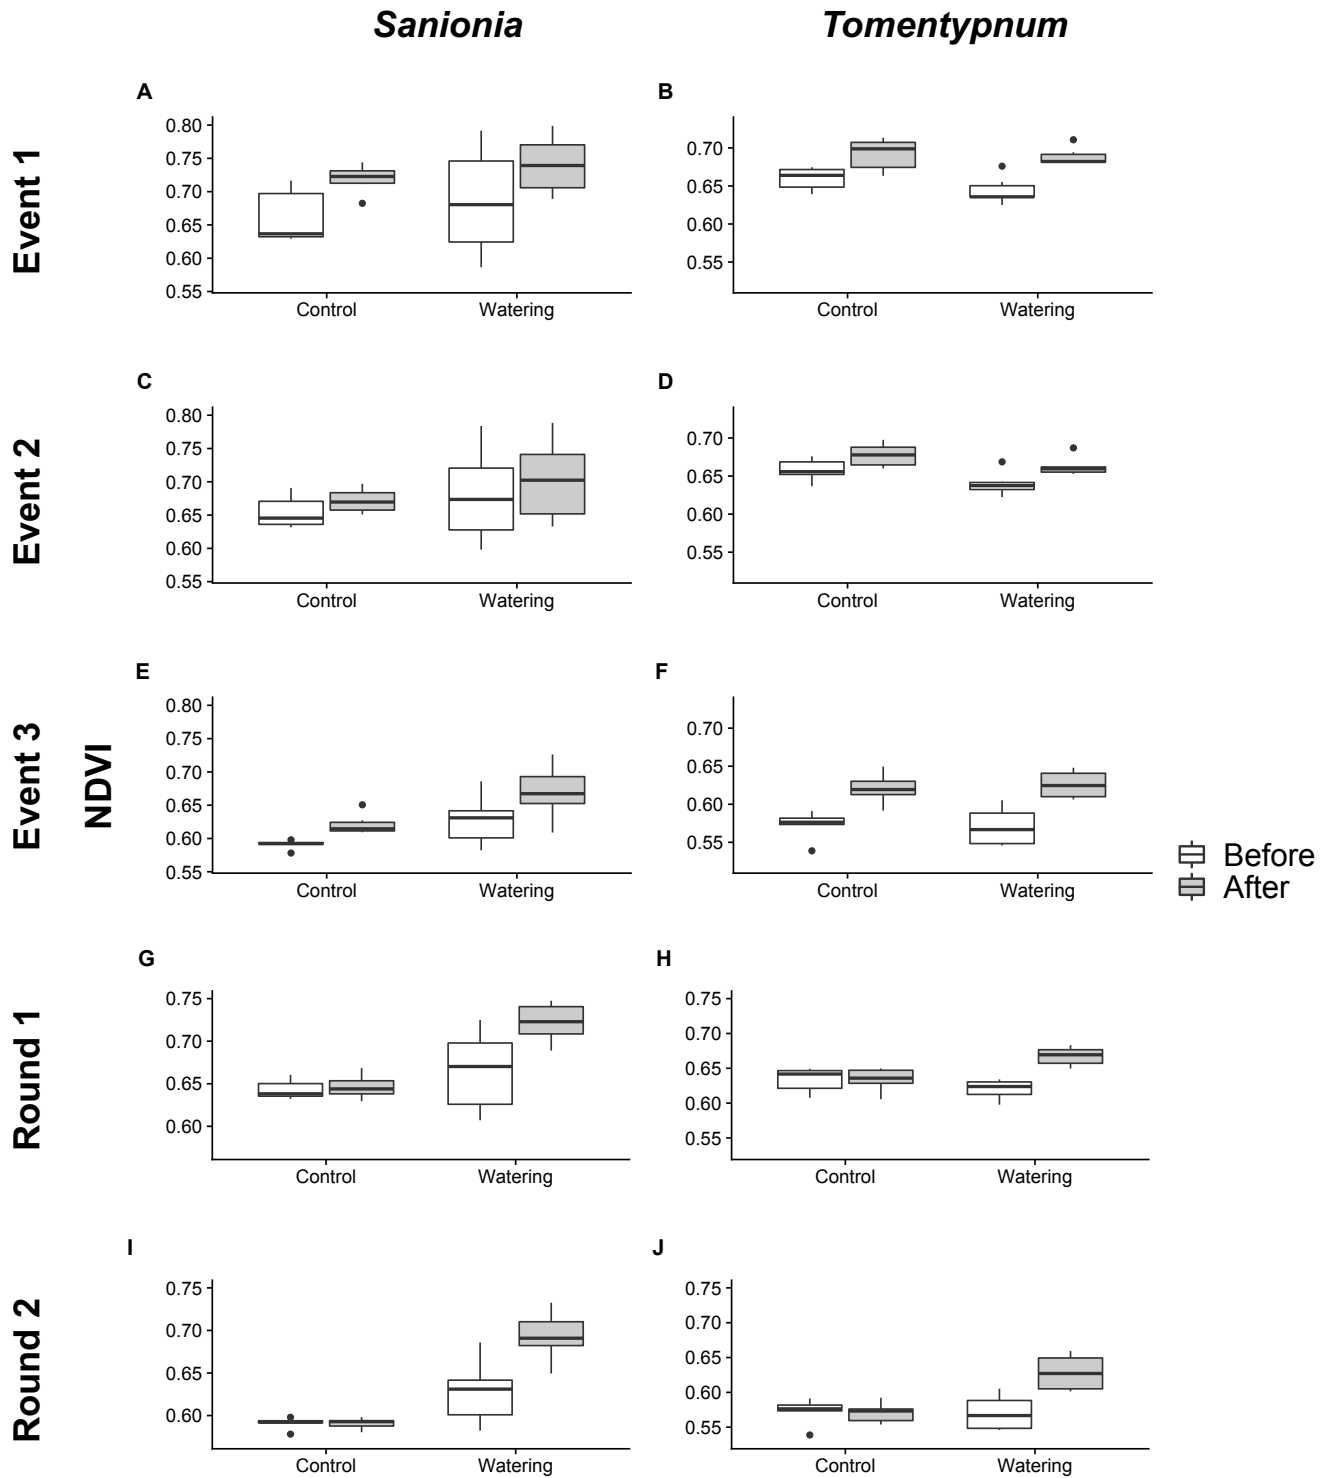 Sanionia
Tomentypnum
Event 1
A
0.80
0.75
0.70
0.65
0.60
0.55
Control
Watering
B
0.70
0.65
0.60
0.55
Control
Watering
Event 2
C
0.80
0.75
0.70
0.65
0.60
0.55
Control
Watering
D
0.70
0.65
0.60
0.55
Control
Watering
Event 3
NDVI
E
0.80
0.75
0.70
0.65
0.60
0.55
Control
Watering
F
0.70
0.65
0.60
0.55
Control
Watering
Before
After
Round 1
G
0.75
0.70
0.65
0.60
Control
Watering
H
0.75
0.70
0.65
0.60
0.55
Control
Watering
Round 2
I
0.75
0.70
0.65
0.60
Control
Watering
J
0.75
0.70
0.65
0.60
0.55
Control
Watering